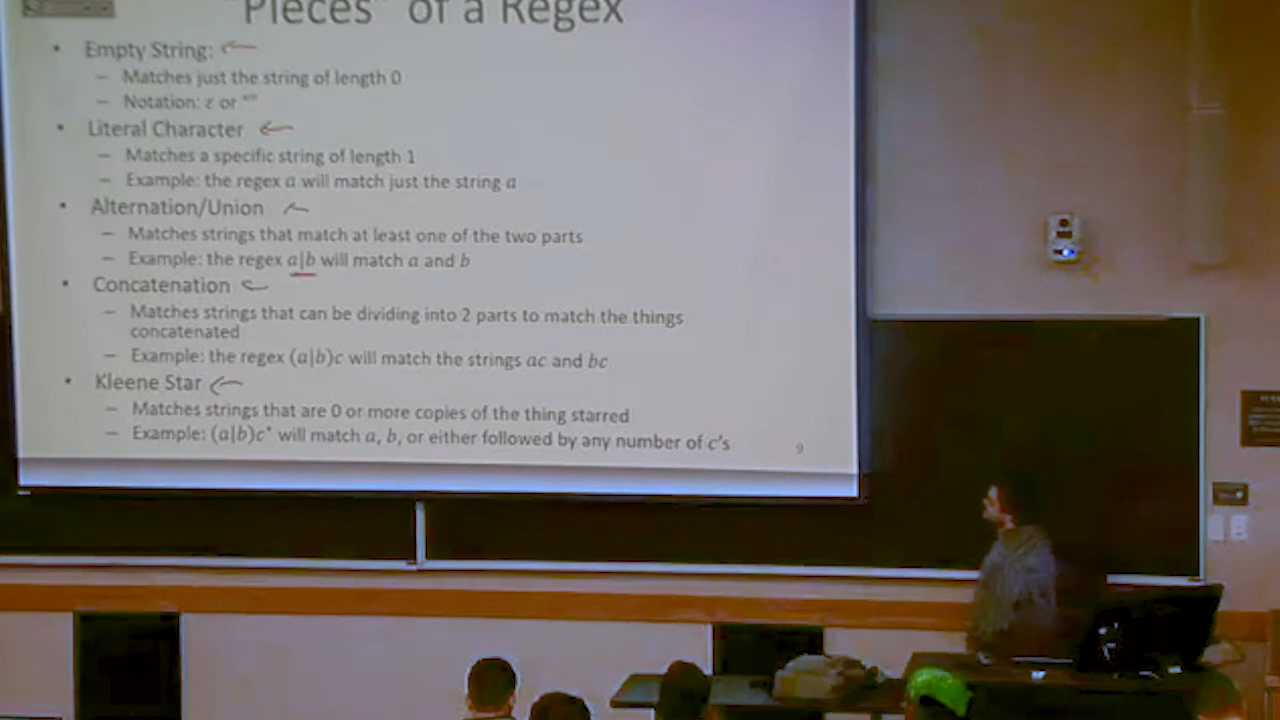 "Pieces" of a Regex
• Empty String:
– Matches just the string of length 0
– Notation: ε or ""
• Literal Character
– Matches a specific string of length 1
– Example: the regex a will match just the string a
• Alternation/Union
– Matches strings that match at least one of the two parts
– Example: the regex a|b will match a and b
• Concatenation
– Matches strings that can be dividing into 2 parts to match the things
concatenated
– Example: the regex (a|b)c will match the strings ac and bc
• Kleene Star
– Matches strings that are 0 or more copies of the thing starred
– Example: (a|b)c* will match a, b, or either followed by any number of c's
9